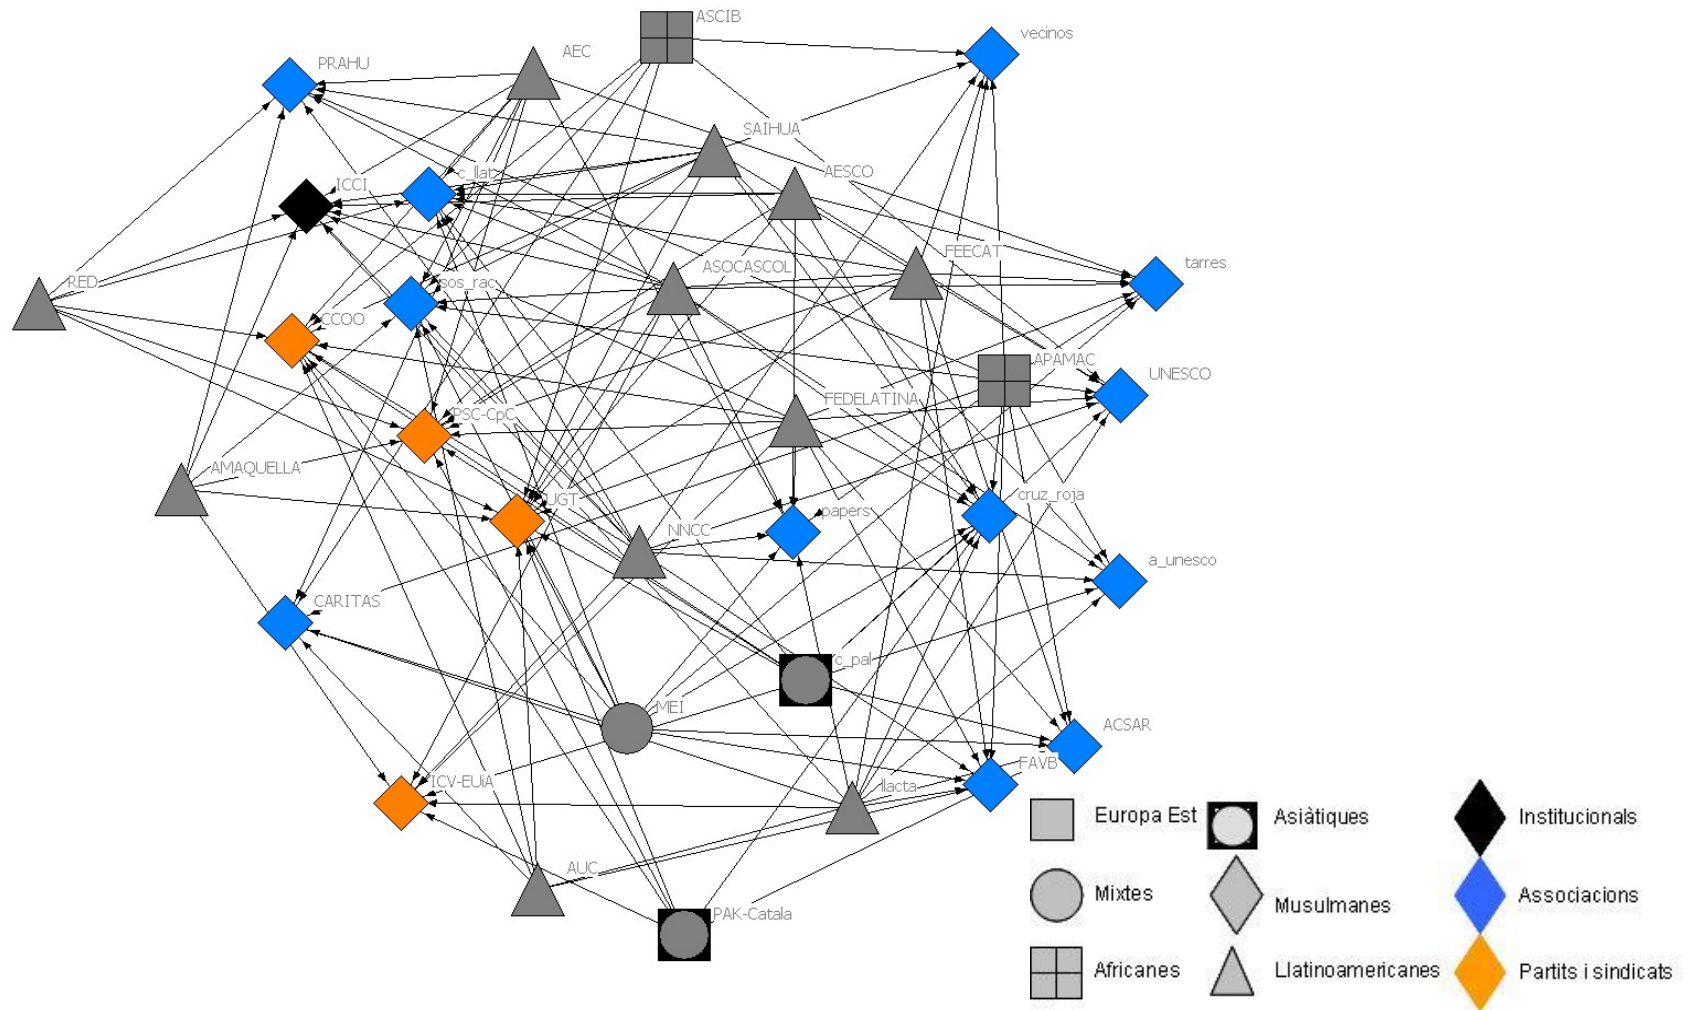 ASCIB
vecinos
AEC
PRAHU
SAIHUA
AESCO
c_llat
ICCI
FEECAT
tarres
ASOCASCOL
RED
sos_rac
CCOO
APAMAC
UNESCO
FEDELATINA
PSC-CpC
AMAQUELLA
UGT
cruz_roja
papers
NNCC
a_unesco
CARITAS
c_pal
MEI
ACSAR
FAVB
ICV-EUiA
llacta
AUC
PAK-Catala
Europa Est
Asiàtiques
Institucionals
Mixtes
Musulmanes
Associacions
Africanes
Llatinoamericanes
Partits i sindicats